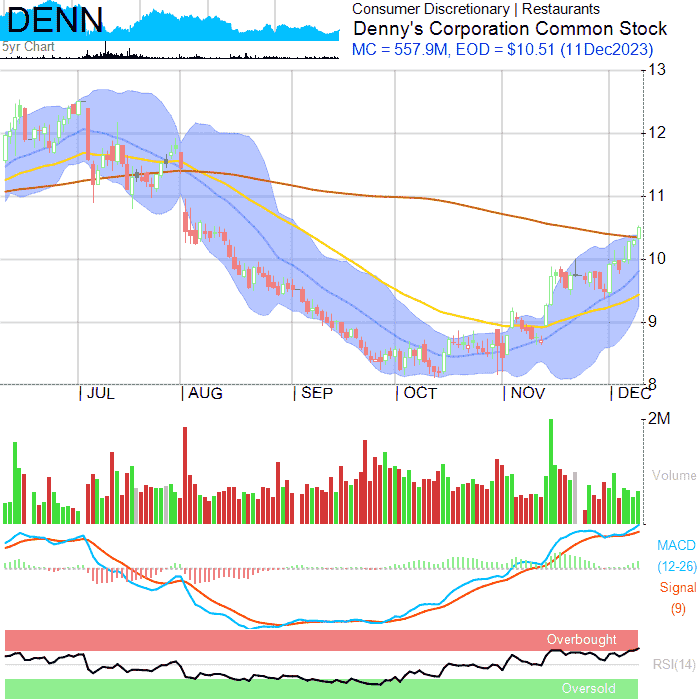 DENN
5yr Chart
Consumer Discretionary | Restaurants
Denny's Corporation Common Stock
MC = 557.9M, EOD = $10.51 (11Dec2023)
13
12
11
10
9
8
JUL AUG SEP OCT NOV DEC
2M
Volume
MACD
(12-26)
Signal
(9)
Overbought
RSI(14)
Oversold